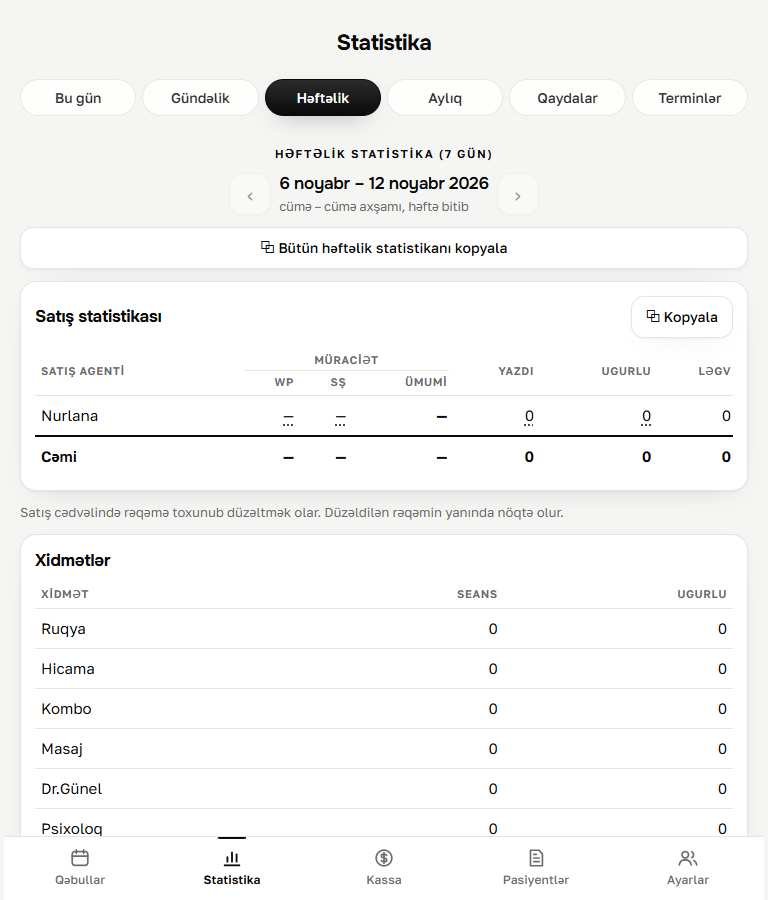 Statistika
Bu gün Gündəlik Həftəlik Aylıq Qaydalar Terminlər
HƏFTƏLİK STATİSTİKA (7 GÜN)
‹ 6 noyabr – 12 noyabr 2026 ›
cümə – cümə axşamı, həftə bitib
Bütün həftəlik statistikanı kopyala
Satış statistikası Kopyala
MÜRACİƏT
SATIŞ AGENTİ YAZDI UGURLU LƏGV
WP SŞ ÜMUMİ
Nurlana – – – 0 0 0
Cəmi – – – 0 0 0
Satış cədvəlində rəqəmə toxunub düzəltmək olar. Düzəldilən rəqəmin yanında nöqtə olur.
Xidmətlər
XİDMƏT SEANS UGURLU
Ruqya 0 0
Hicama 0 0
Kombo 0 0
Masaj 0 0
Dr.Günel 0 0
Psixoloq 0 0
Qəbullar Statistika Kassa Pasiyentlər Ayarlar